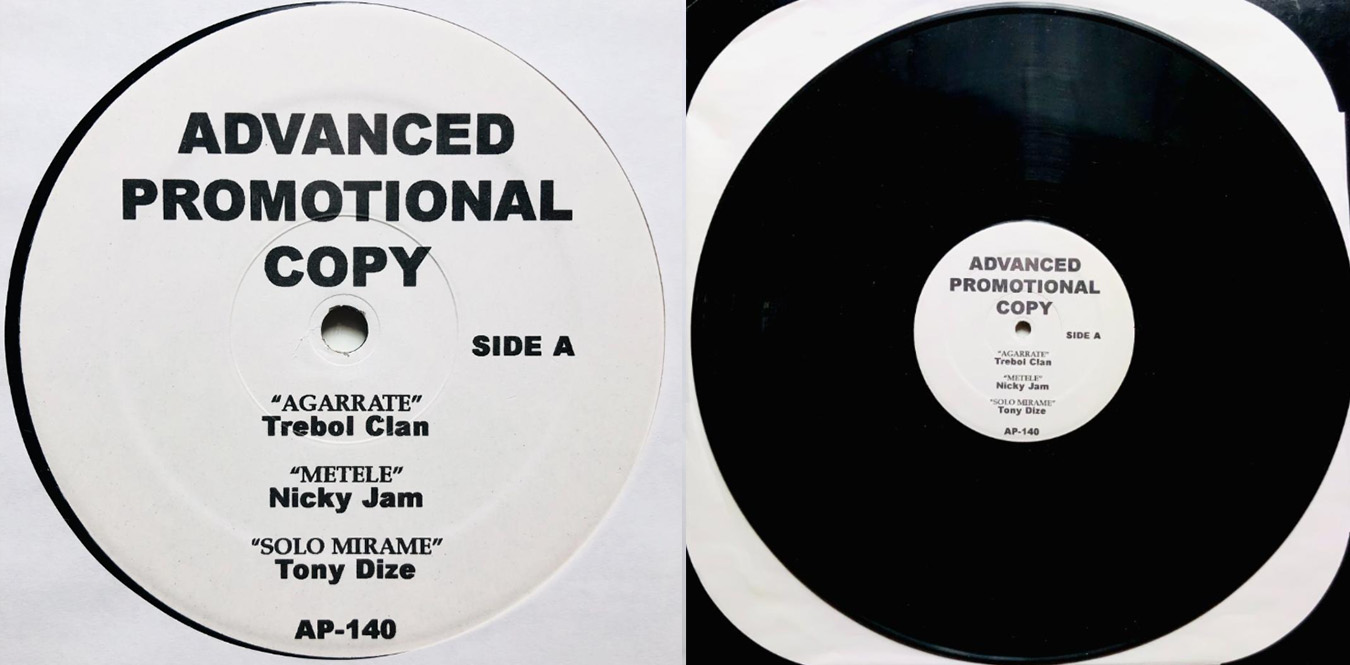 ADVANCED
PROMOTIONAL
COPY
SIDE A
“AGARRATE”
Trebol Clan
“METELE”
Nicky Jam
“SOLO MIRAME”
Tony Dize
AP-140
ADVANCED
PROMOTIONAL
COPY
SIDE A
“AGARRATE”
Trebol Clan
“METELE”
Nicky Jam
“SOLO MIRAME”
Tony Dize
AP-140